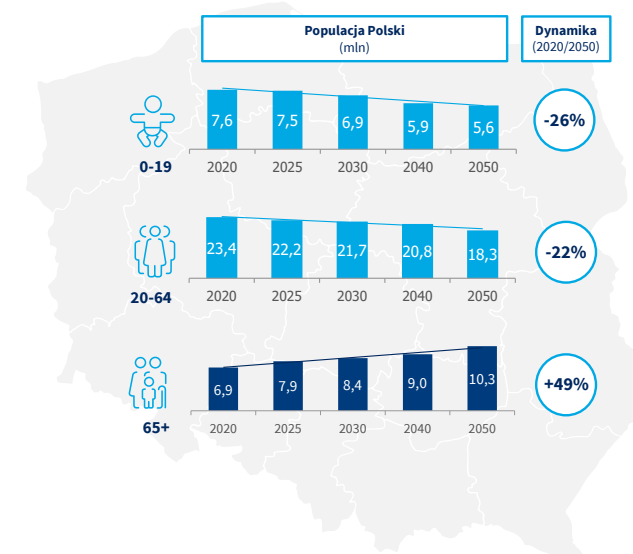 Populacja Polski
(mln)
Dynamika
(2020/2050)
7,6 7,5 6,9 5,9 5,6
-26%
0-19 2020 2025 2030 2040 2050
23,4 22,2 21,7 20,8 18,3
-22%
20-64 2020 2025 2030 2040 2050
6,9 7,9 8,4 9,0 10,3
+49%
65+ 2020 2025 2030 2040 2050